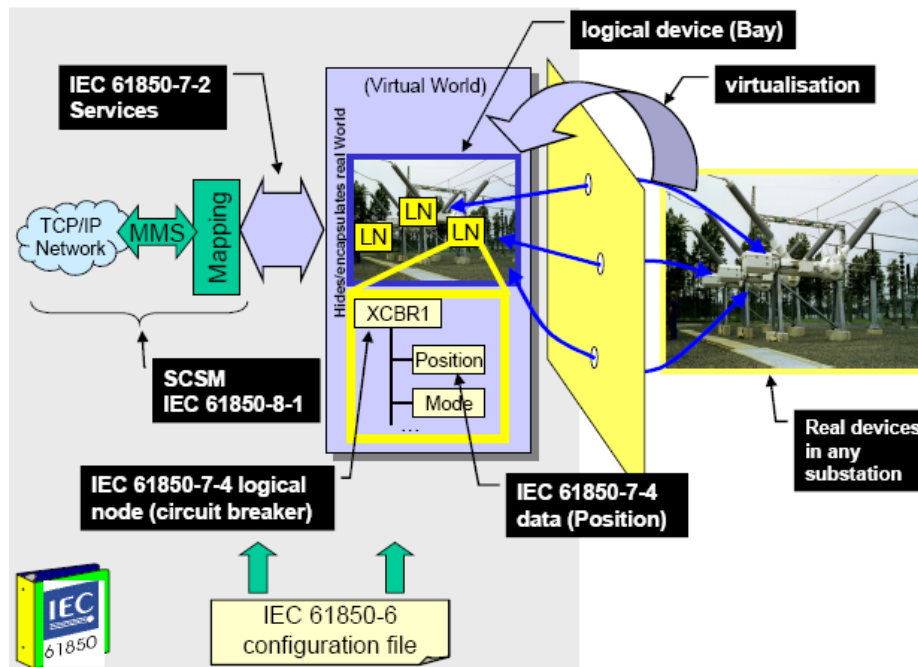 logical device (Bay)
IEC 61850-7-2
Services
(Virtual World)
virtualisation
Hides/encapsulates real World
TCP/IP
Network
MMS
Mapping
LN
LN
LN
XCBR1
Position
Mode
...
SCSM
IEC 61850-8-1
Real devices
in any
substation
IEC 61850-7-4 logical
node (circuit breaker)
IEC 61850-7-4
data (Position)
IEC
61850
IEC 61850-6
configuration file